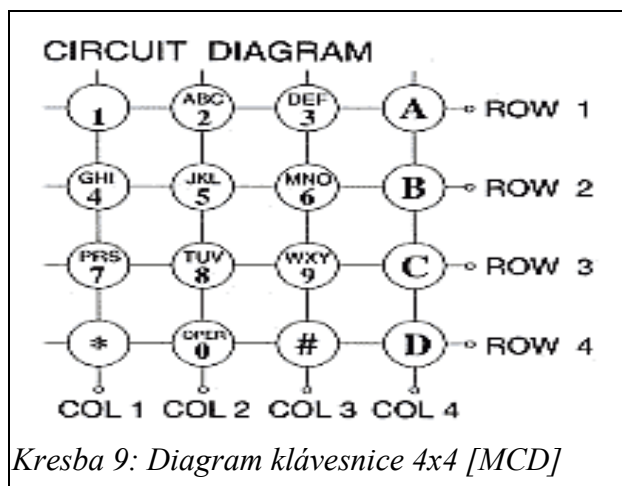 CIRCUIT DIAGRAM
1 ABC 2 DEF 3 A ROW 1
GHI 4 JKL 5 MNO 6 B ROW 2
PRS 7 TUV 8 WXY 9 C ROW 3
* OPER 0 # D ROW 4
COL 1 COL 2 COL 3 COL 4
Kresba 9: Diagram klávesnice 4x4 [MCD]